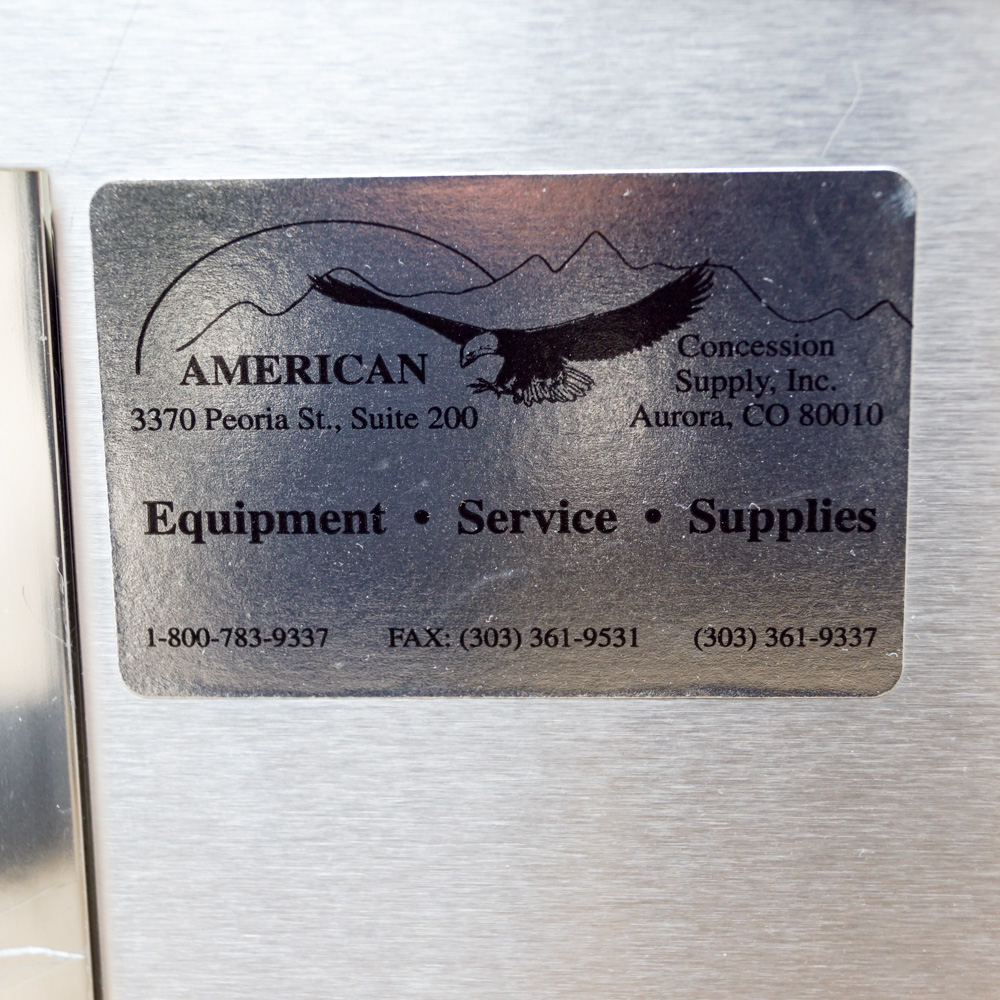 AMERICAN
Concession
Supply, Inc.
3370 Peoria St., Suite 200
Aurora, CO 80010
Equipment • Service • Supplies
1-800-783-9337 FAX: (303) 361-9531 (303) 361-9337